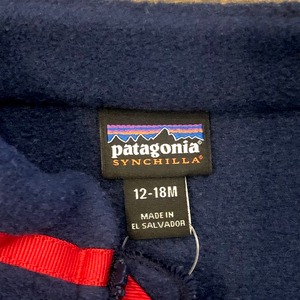 patagonia®
SYNCHILLA®
12-18M
MADE IN
EL SALVADOR